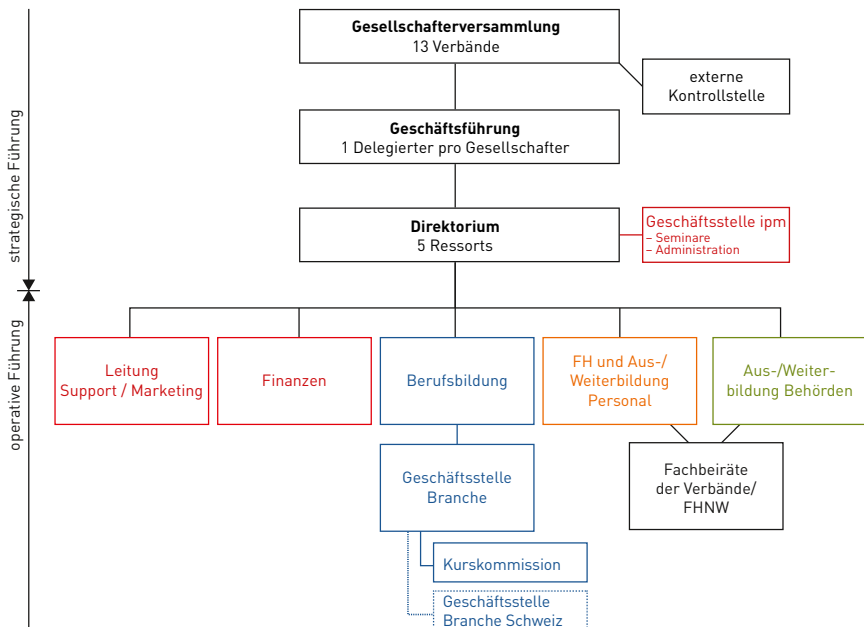 Gesellschafterversammlung
13 Verbände
externe
Kontrollstelle
Geschäftsführung
1 Delegierter pro Gesellschafter
Direktorium
5 Ressorts
Geschäftsstelle ipm
– Seminare
– Administration
strategische Führung
operative Führung
Leitung
Support / Marketing
Finanzen
Berufsbildung
FH und Aus-/
Weiterbildung
Personal
Aus-/Weiter-
bildung Behörden
Geschäftsstelle
Branche
Fachbeiräte
der Verbände/
FHNW
Kurskommission
Geschäftsstelle
Branche Schweiz